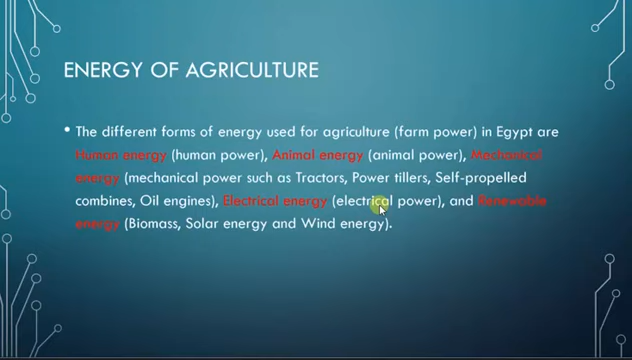 ENERGY OF AGRICULTURE
• The different forms of energy used for agriculture (farm power) in Egypt are
Human energy (human power), Animal energy (animal power), Mechanical
energy (mechanical power such as Tractors, Power tillers, Self-propelled
combines, Oil engines), Electrical energy (electrical power), and Renewable
energy (Biomass, Solar energy and Wind energy).